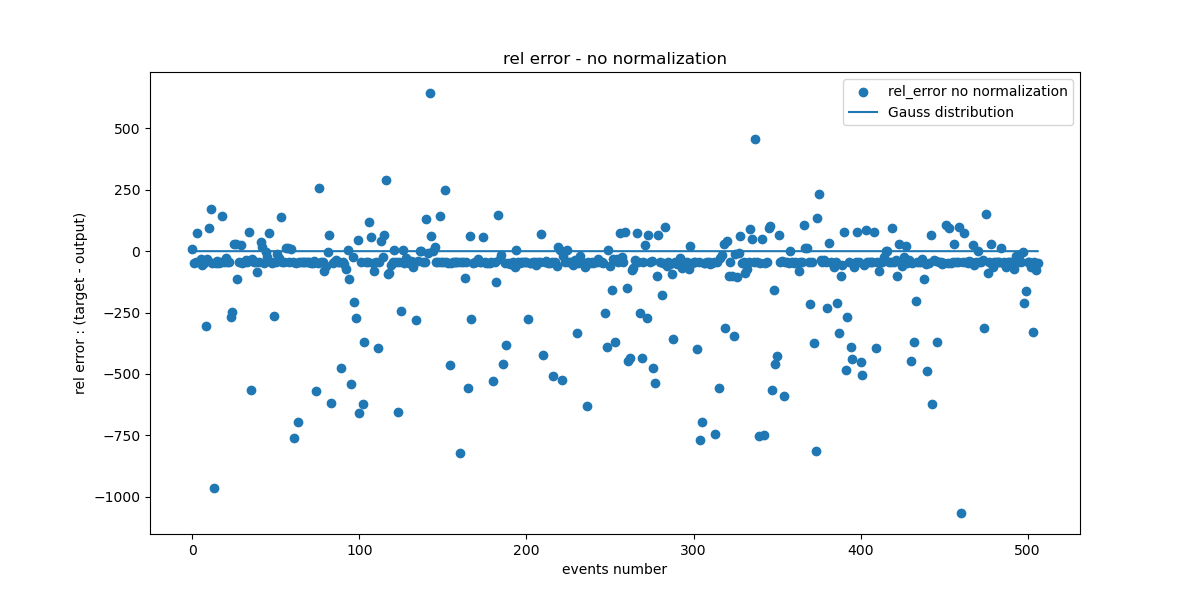 rel error - no normalization
rel_error no normalization
Gauss distribution
rel error : (target - output)
500
250
0
−250
−500
−750
−1000
0 100 200 300 400 500
events number